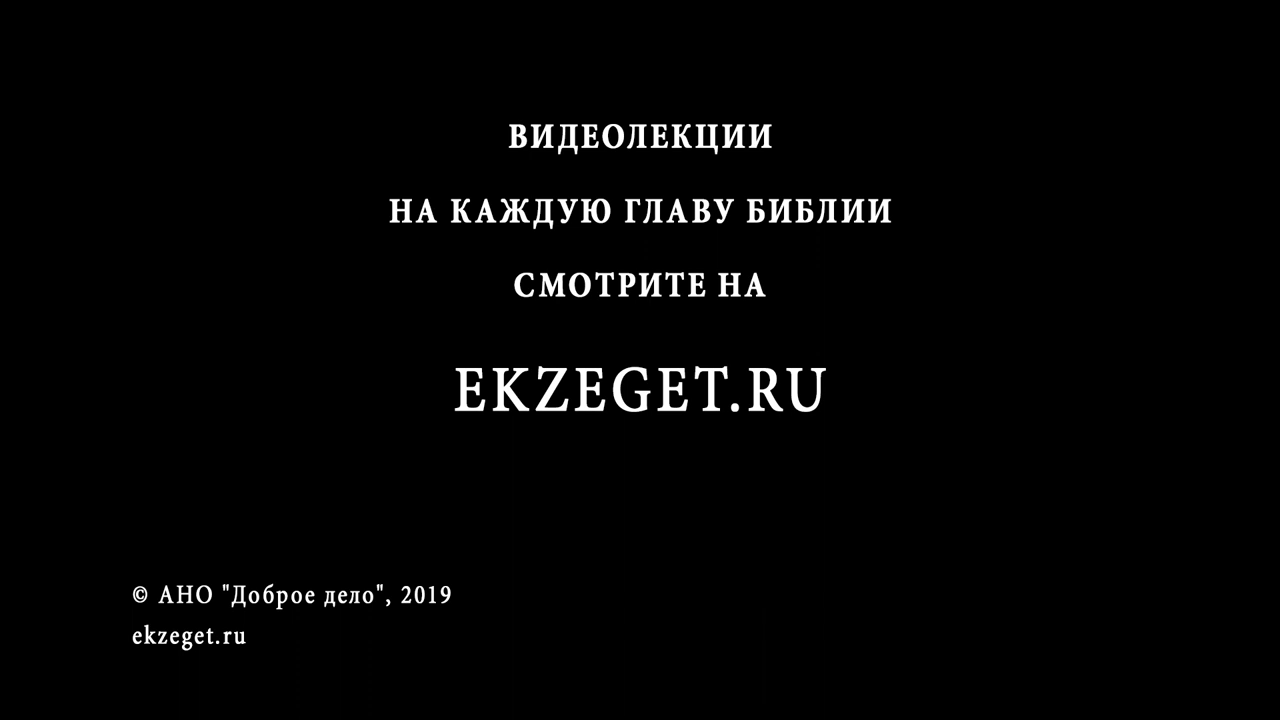 ВИДЕОЛЕКЦИИ
НА КАЖДУЮ ГЛАВУ БИБЛИИ
СМОТРИТЕ НА
EKZEGET.RU
© АНО "Доброе дело", 2019
ekzeget.ru